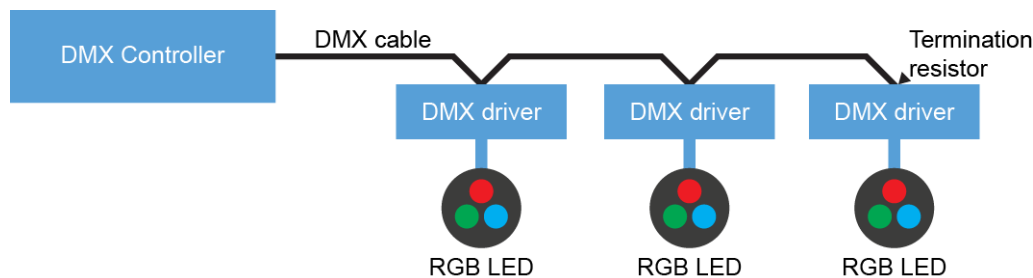 DMX Controller
DMX cable
Termination
resistor
DMX driver
DMX driver
DMX driver
RGB LED
RGB LED
RGB LED